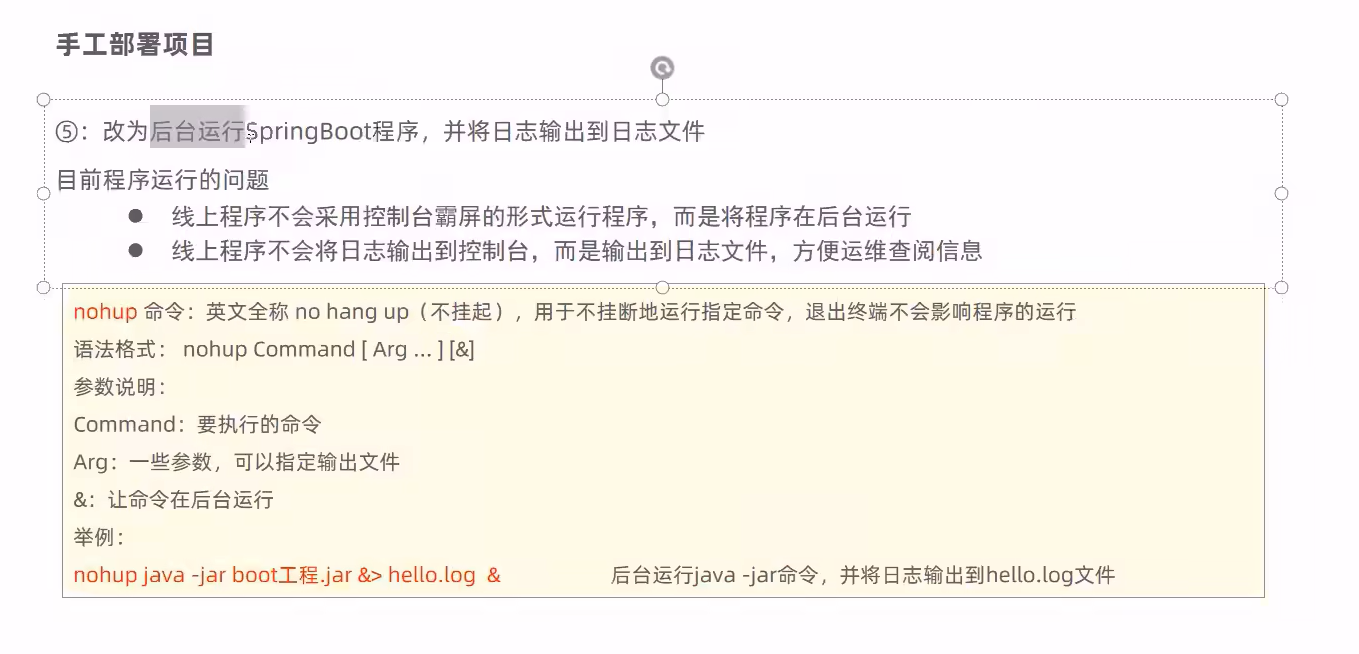 手工部署项目
⑤：改为后台运行SpringBoot程序，并将日志输出到日志文件
目前程序运行的问题
● 线上程序不会采用控制台霸屏的形式运行程序，而是将程序在后台运行
● 线上程序不会将日志输出到控制台，而是输出到日志文件，方便运维查阅信息
nohup 命令：英文全称 no hang up（不挂起），用于不挂断地运行指定命令，退出终端不会影响程序的运行
语法格式： nohup Command [ Arg … ] [&]
参数说明：
Command：要执行的命令
Arg：一些参数，可以指定输出文件
&：让命令在后台运行
举例：
nohup java -jar boot工程.jar &> hello.log & 后台运行java -jar命令，并将日志输出到hello.log文件